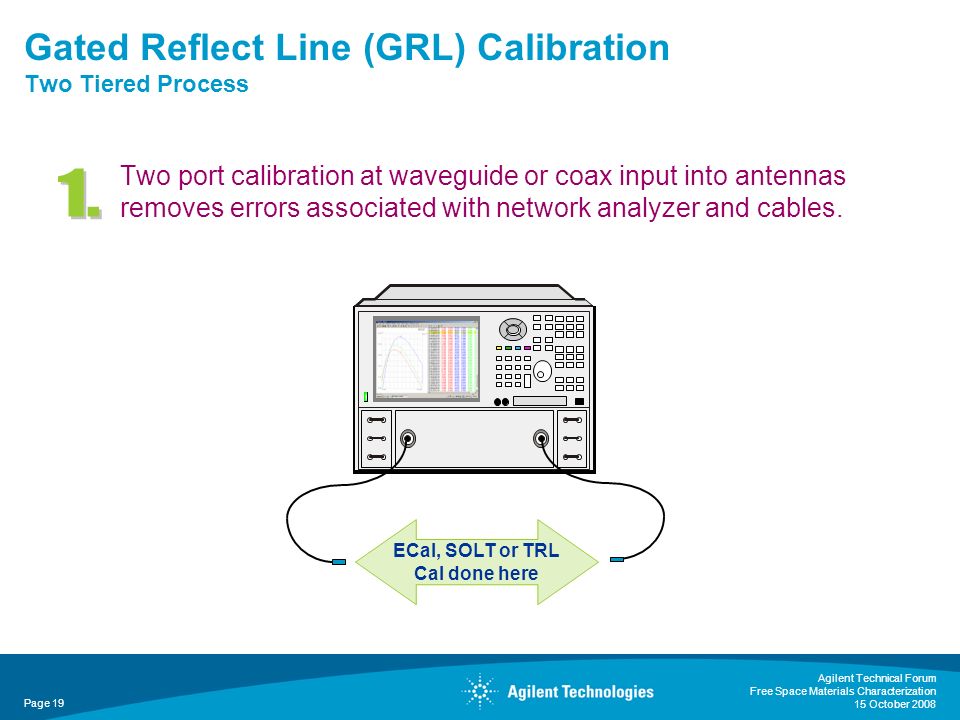 Gated Reflect Line (GRL) Calibration
Two Tiered Process
1.
Two port calibration at waveguide or coax input into antennas
removes errors associated with network analyzer and cables.
ECal, SOLT or TRL
Cal done here
Page 19
Agilent Technologies
Agilent Technical Forum
Free Space Materials Characterization
15 October 2008